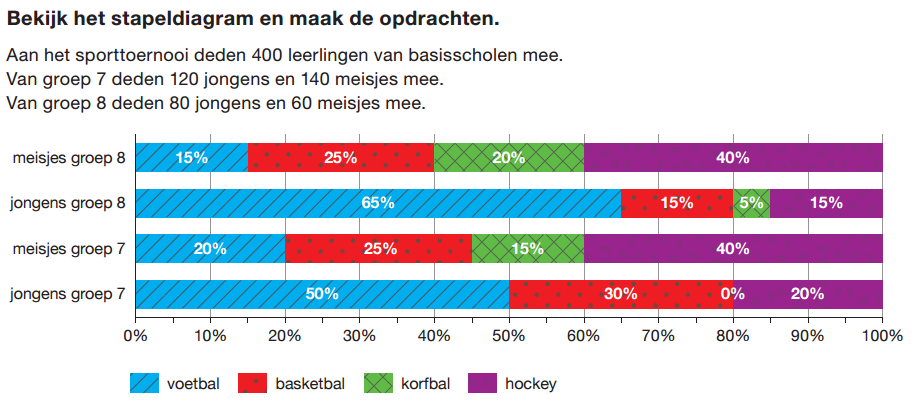 Bekijk het stapeldiagram en maak de opdrachten.
Aan het sporttoernooi deden 400 leerlingen van basisscholen mee.
Van groep 7 deden 120 jongens en 140 meisjes mee.
Van groep 8 deden 80 jongens en 60 meisjes mee.
meisjes groep 8 15% 25% 20% 40%
jongens groep 8 65% 15% 5% 15%
meisjes groep 7 20% 25% 15% 40%
jongens groep 7 50% 30% 0% 20%
0% 10% 20% 30% 40% 50% 60% 70% 80% 90% 100%
voetbal basketbal korfbal hockey